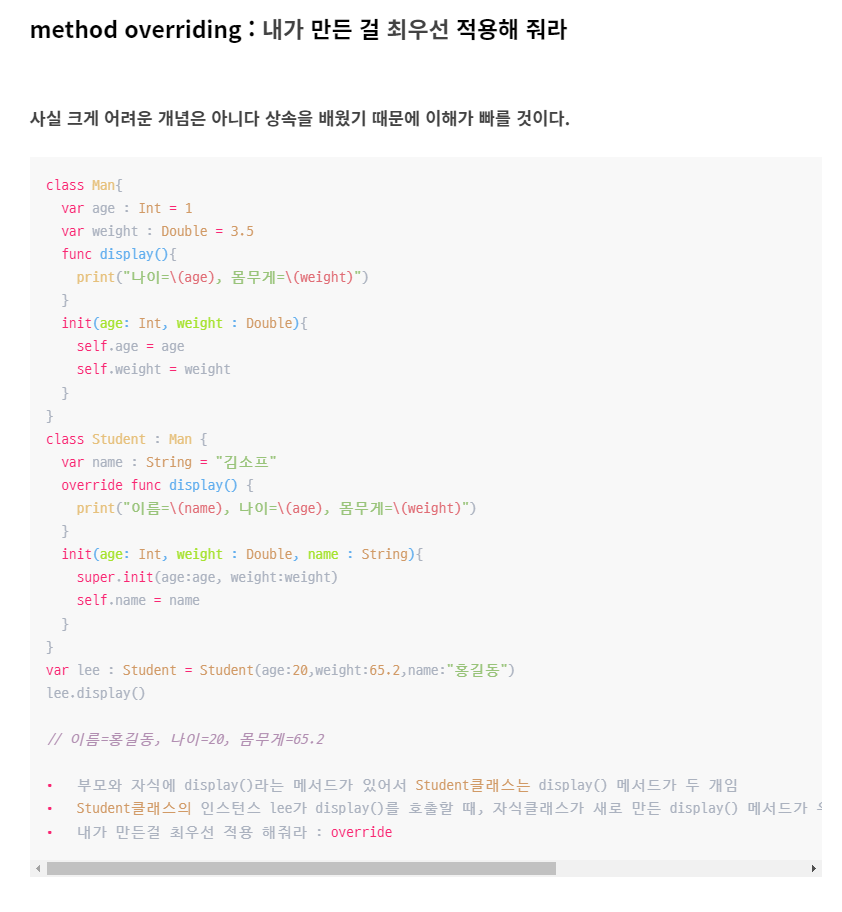 method overriding : 내가 만든 걸 최우선 적용해 줘라
사실 크게 어려운 개념은 아니다 상속을 배웠기 때문에 이해가 빠를 것이다.
class Man{
  var age : Int = 1
  var weight : Double = 3.5
  func display(){
    print("나이=\(age), 몸무게=\(weight)")
  }
  init(age: Int, weight : Double){
    self.age = age
    self.weight = weight
  }
}
class Student : Man {
  var name : String = "김소프"
  override func display() {
    print("이름=\(name), 나이=\(age), 몸무게=\(weight)")
  }
  init(age: Int, weight : Double, name : String){
    super.init(age:age, weight:weight)
    self.name = name
  }
}
var lee : Student = Student(age:20,weight:65.2,name:"홍길동")
lee.display()
// 이름=홍길동, 나이=20, 몸무게=65.2
• 부모와 자식에 display()라는 메서드가 있어서 Student클래스는 display() 메서드가 두 개임
• Student클래스의 인스턴스 lee가 display()를 호출할 때, 자식클래스가 새로 만든 display() 메서드가
• 내가 만든걸 최우선 적용 해줘라 : override